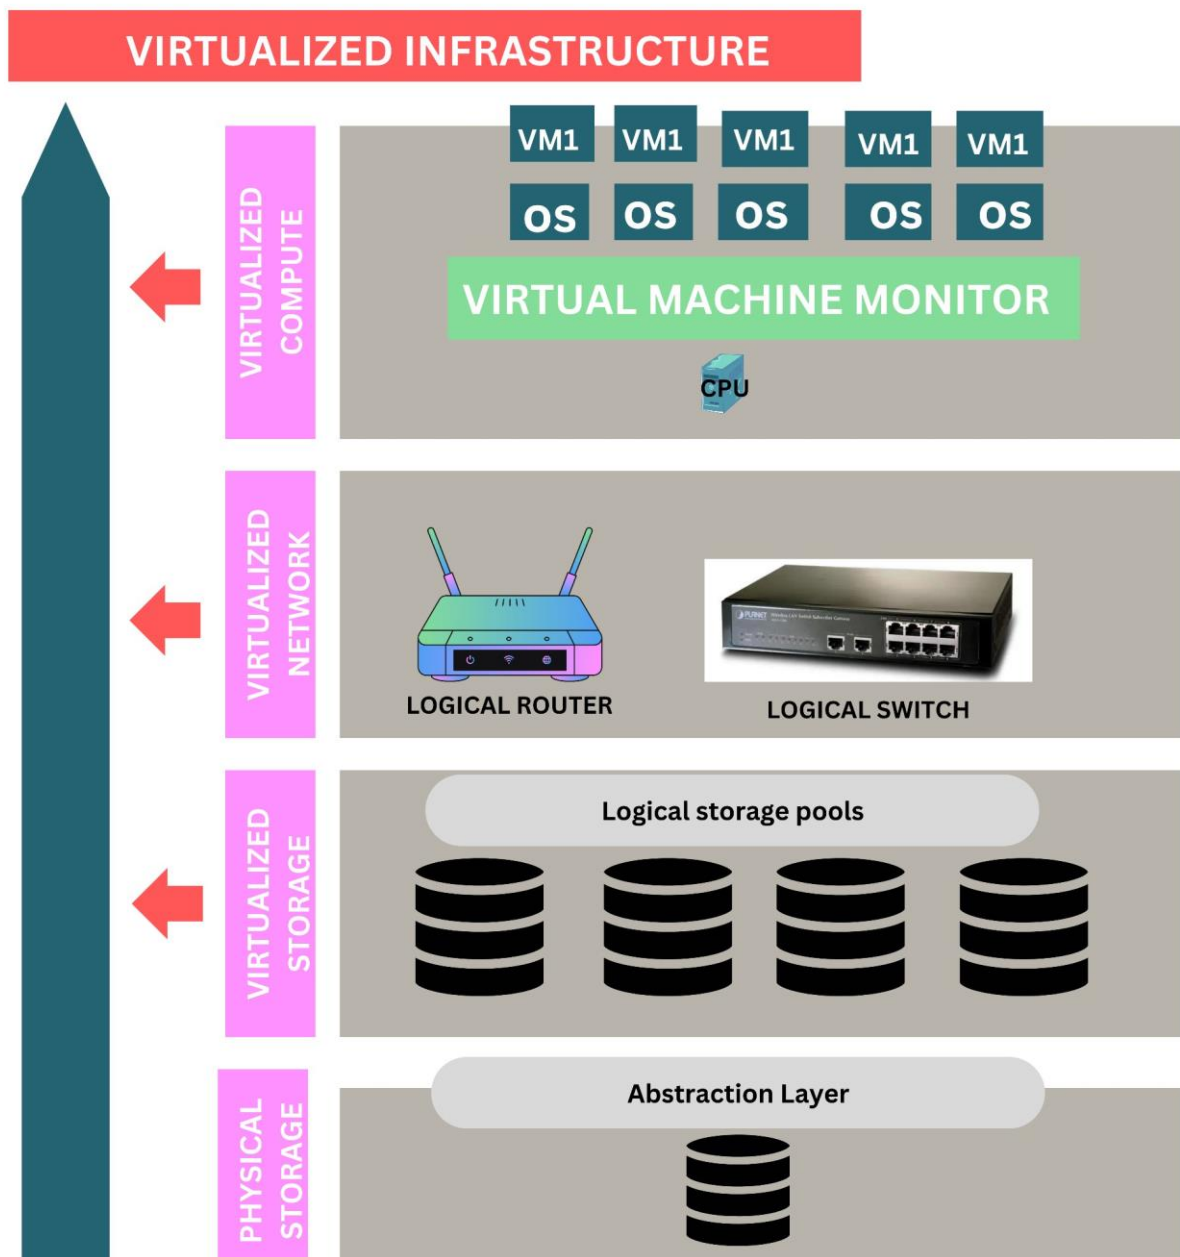 VIRTUALIZED INFRASTRUCTURE
VIRTUALIZED
COMPUTE
VM1 VM1 VM1 VM1 VM1
OS OS OS OS OS
VIRTUAL MACHINE MONITOR
CPU
VIRTUALIZED
NETWORK
PLANET
LOGICAL ROUTER
LOGICAL SWITCH
VIRTUALIZED
STORAGE
Logical storage pools
PHYSICAL
STORAGE
Abstraction Layer